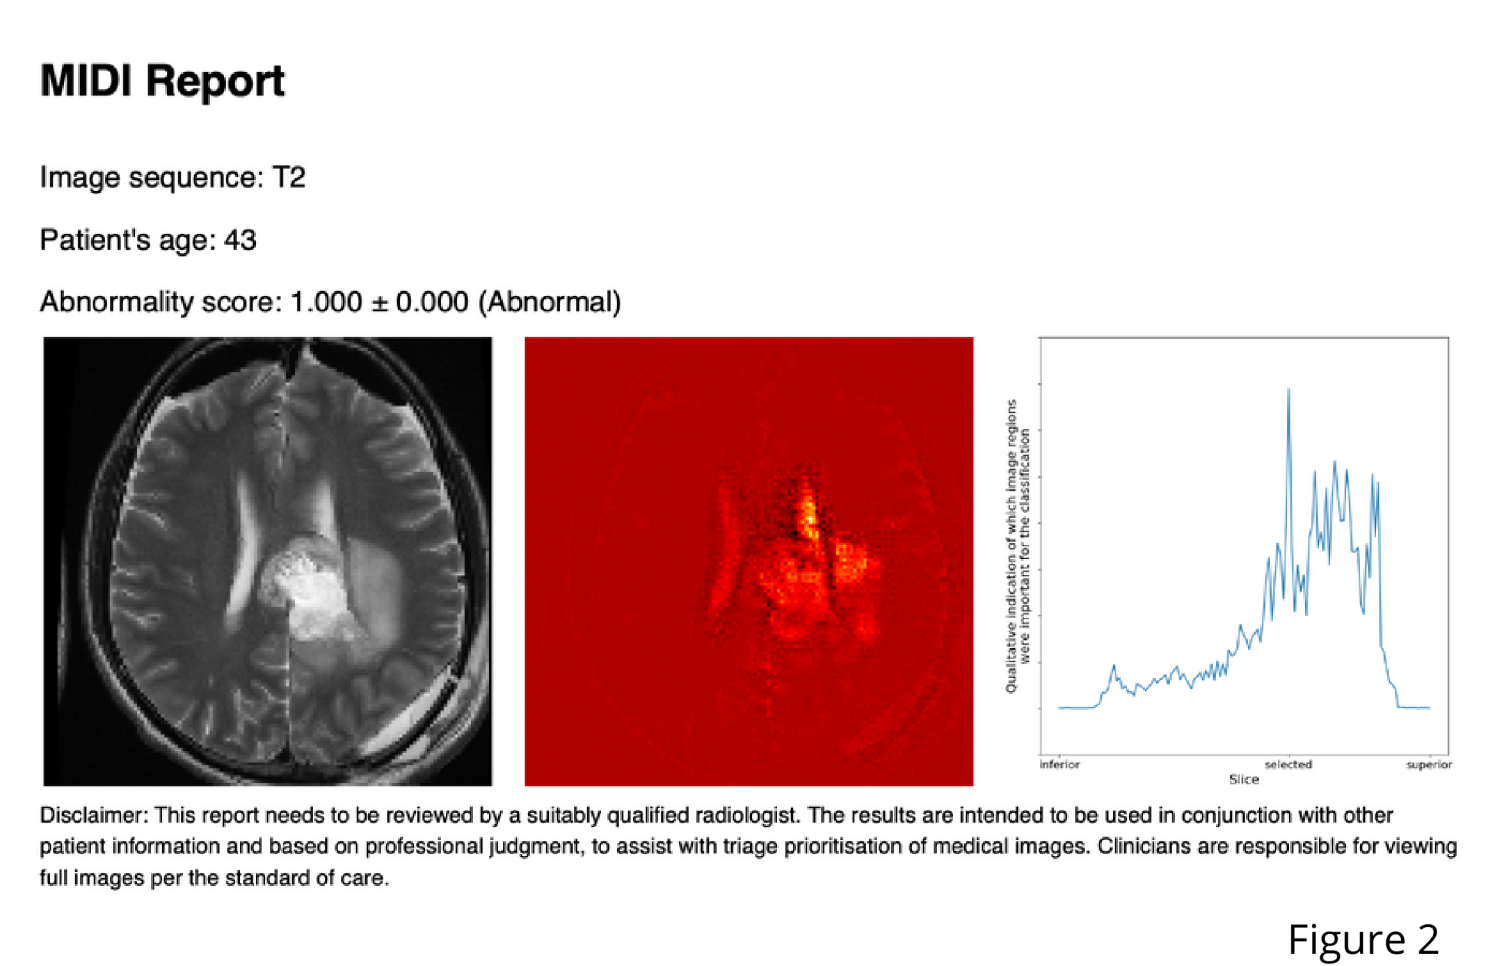 MIDI Report
Image sequence: T2
Patient's age: 43
Abnormality score: 1.000 ± 0.000 (Abnormal)
Qualitative indication of which image regions
were important for the classification
inferior
selected
superior
Slice
Disclaimer: This report needs to be reviewed by a suitably qualified radiologist. The results are intended to be used in conjunction with other
patient information and based on professional judgment, to assist with triage prioritisation of medical images. Clinicians are responsible for viewing
full images per the standard of care.
Figure 2